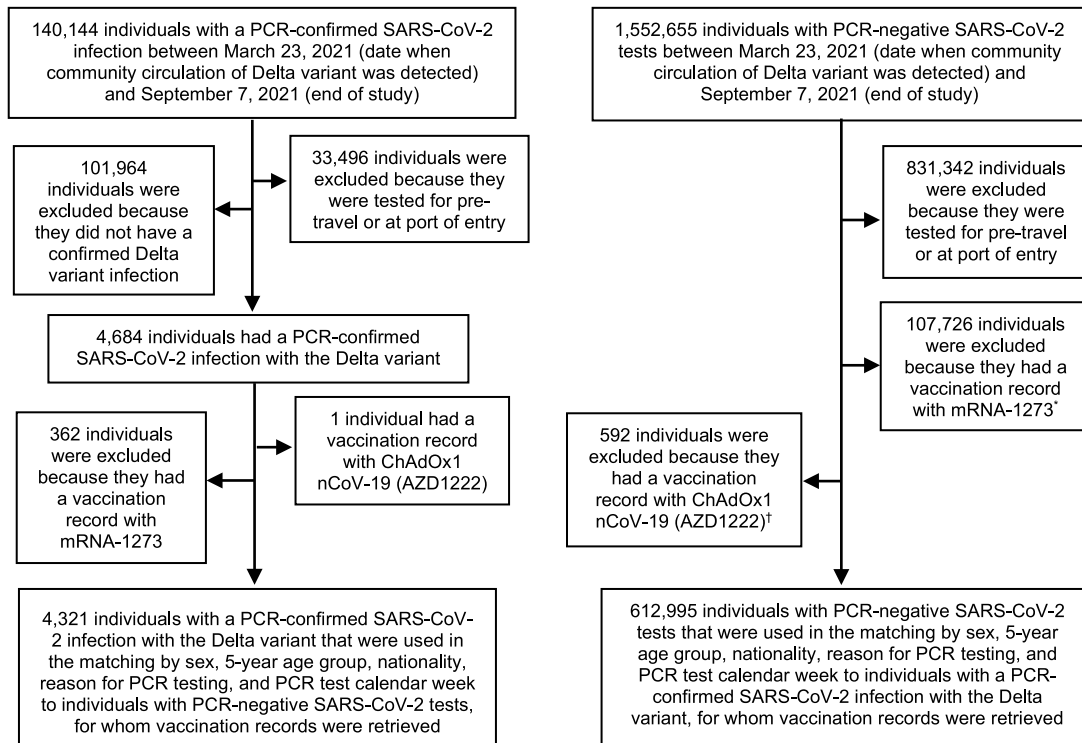 140,144 individuals with a PCR-confirmed SARS-CoV-2
infection between March 23, 2021 (date when
community circulation of Delta variant was detected)
and September 7, 2021 (end of study)
101,964
individuals were
excluded because
they did not have a
confirmed Delta
variant infection
33,496 individuals were
excluded because they
were tested for pre-
travel or at port of entry
4,684 individuals had a PCR-confirmed
SARS-CoV-2 infection with the Delta variant
362 individuals
were excluded
because they had
a vaccination
record with
mRNA-1273
1 individual had a
vaccination record
with ChAdOx1
nCoV-19 (AZD1222)
4,321 individuals with a PCR-confirmed SARS-CoV-
2 infection with the Delta variant that were used in
the matching by sex, 5-year age group, nationality,
reason for PCR testing, and PCR test calendar week
to individuals with PCR-negative SARS-CoV-2 tests,
for whom vaccination records were retrieved
1,552,655 individuals with PCR-negative SARS-CoV-2
tests between March 23, 2021 (date when community
circulation of Delta variant was detected) and
September 7, 2021 (end of study)
831,342 individuals
were excluded
because they were
tested for pre-travel
or at port of entry
107,726 individuals
were excluded
because they had a
vaccination record
with mRNA-1273*
592 individuals were
excluded because they
had a vaccination
record with ChAdOx1
nCoV-19 (AZD1222)†
612,995 individuals with PCR-negative SARS-CoV-2
tests that were used in the matching by sex, 5-year
age group, nationality, reason for PCR testing, and
PCR test calendar week to individuals with a PCR-
confirmed SARS-CoV-2 infection with the Delta
variant, for whom vaccination records were retrieved